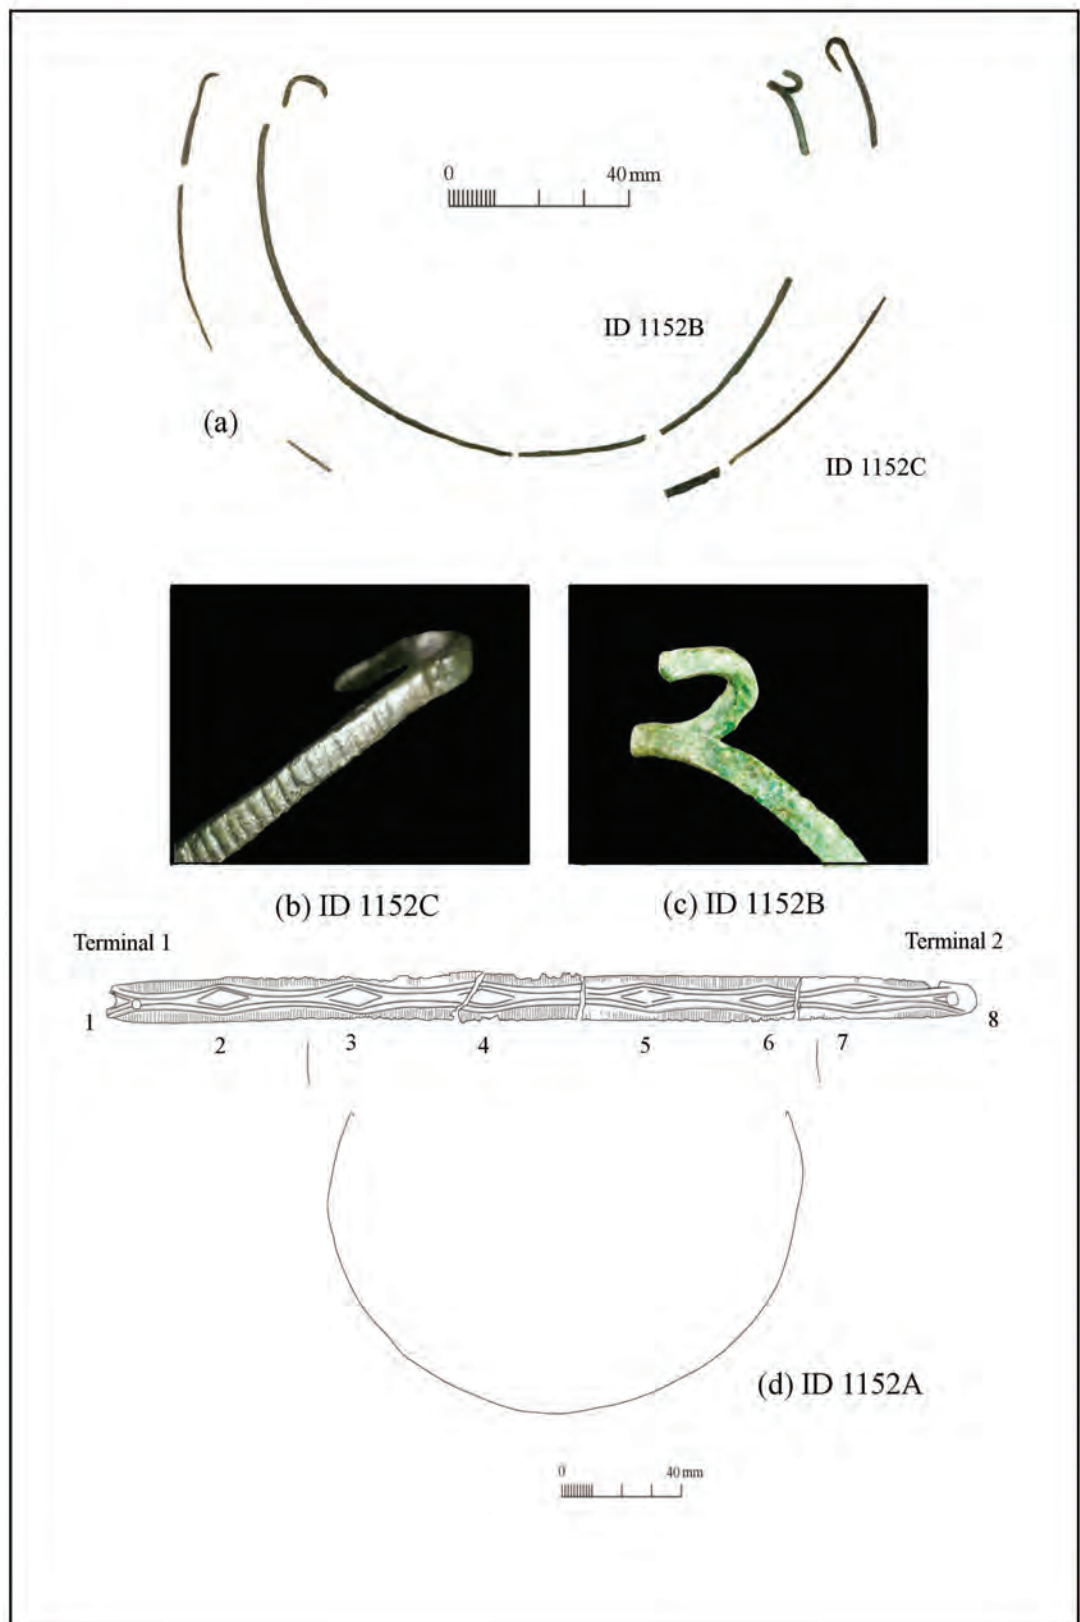 0 40 mm
ID 1152B
(a)
ID 1152C
(b) ID 1152C
(c) ID 1152B
Terminal 1
Terminal 2
1
2
3
4
5
6
7
8
(d) ID 1152A
0 40 mm